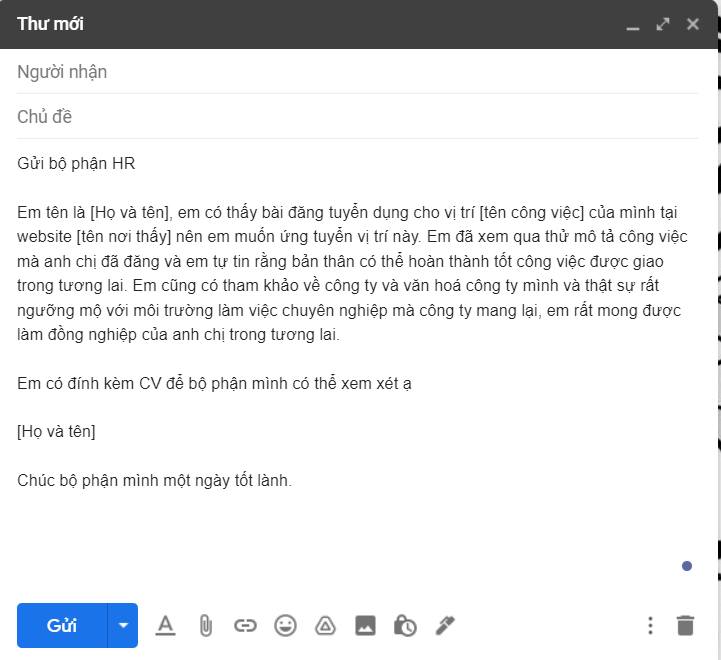 Thư mới
Người nhận
Chủ đề
Gửi bộ phận HR
Em tên là [Họ và tên], em có thấy bài đăng tuyển dụng cho vị trí [tên công việc] của mình tại
website [tên nơi thấy] nên em muốn ứng tuyển vị trí này. Em đã xem qua thử mô tả công việc
mà anh chị đã đăng và em tự tin rằng bản thân có thể hoàn thành tốt công việc được giao
trong tương lai. Em cũng có tham khảo về công ty và văn hoá công ty mình và thật sự rất
ngưỡng mộ với môi trường làm việc chuyên nghiệp mà công ty mang lại, em rất mong được
làm đồng nghiệp của anh chị trong tương lai.
Em có đính kèm CV để bộ phận mình có thể xem xét ạ
[Họ và tên]
Chúc bộ phận mình một ngày tốt lành.
Gửi